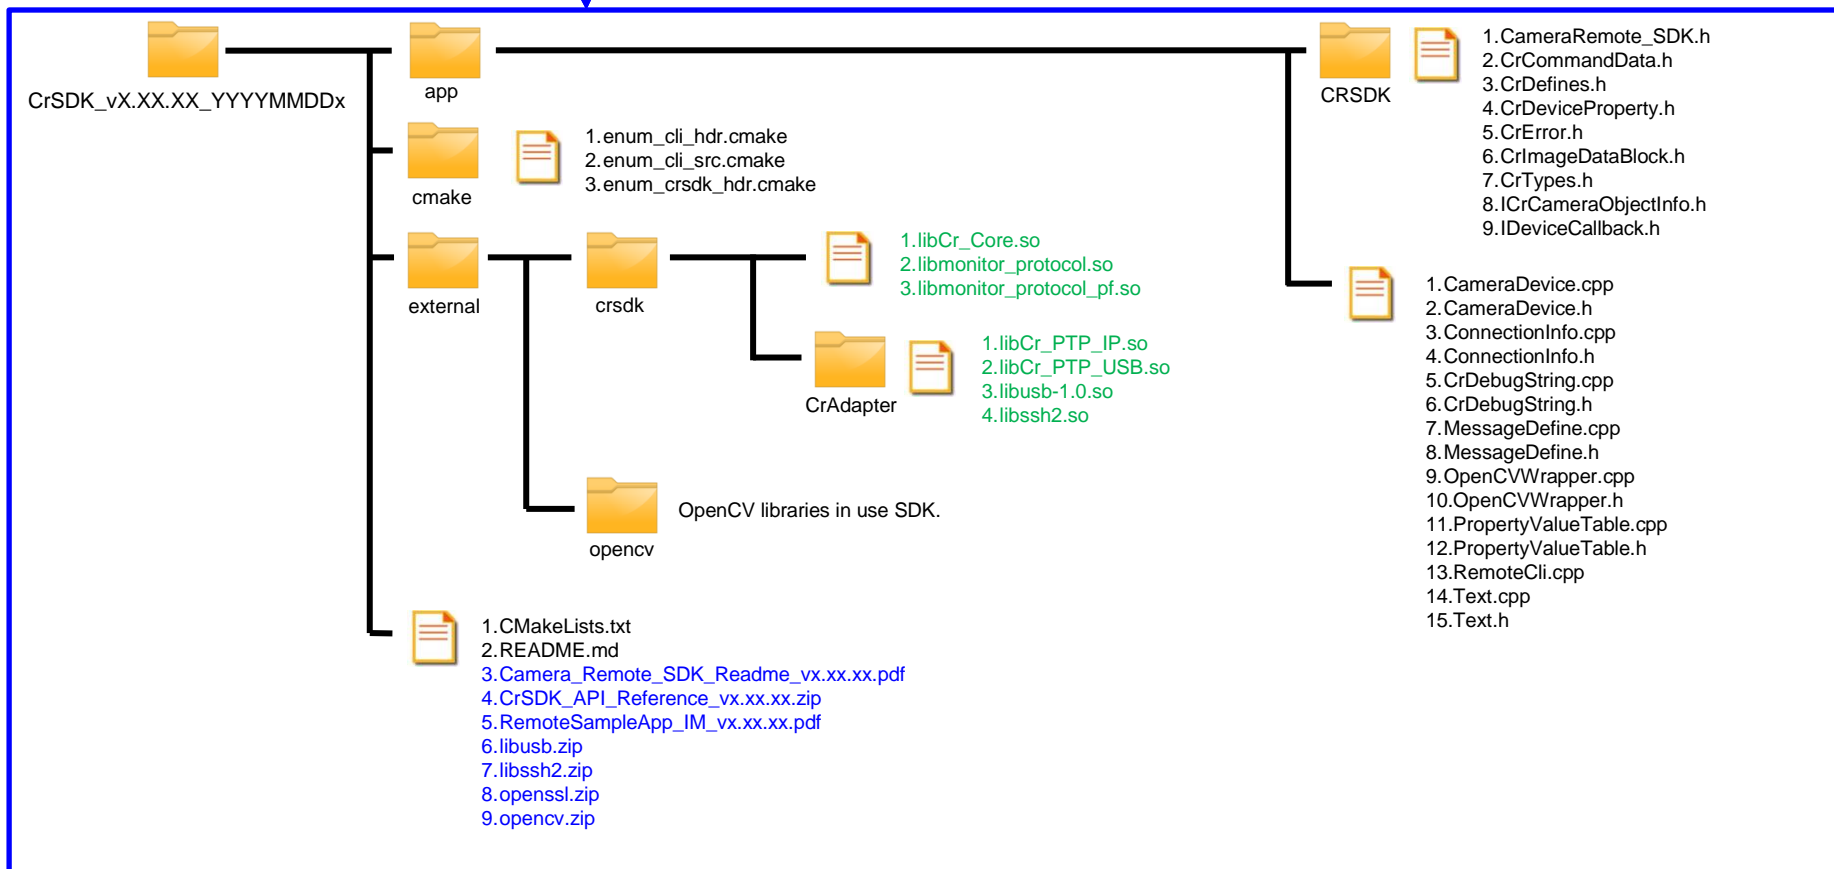 CrSDK_vX.XX.XX_YYYYMMDDx
app
CRSDK
1.CameraRemote_SDK.h
2.CrCommandData.h
3.CrDefines.h
4.CrDeviceProperty.h
5.CrError.h
6.CrImageDataBlock.h
7.CrTypes.h
8.ICrCameraObjectInfo.h
9.IDeviceCallback.h
1.CameraDevice.cpp
2.CameraDevice.h
3.ConnectionInfo.cpp
4.ConnectionInfo.h
5.CrDebugString.cpp
6.CrDebugString.h
7.MessageDefine.cpp
8.MessageDefine.h
9.OpenCVWrapper.cpp
10.OpenCVWrapper.h
11.PropertyValueTable.cpp
12.PropertyValueTable.h
13.RemoteCli.cpp
14.Text.cpp
15.Text.h
cmake
1.enum_cli_hdr.cmake
2.enum_cli_src.cmake
3.enum_crsdk_hdr.cmake
external
crsdk
1.libCr_Core.so
2.libmonitor_protocol.so
3.libmonitor_protocol_pf.so
CrAdapter
1.libCr_PTP_IP.so
2.libCr_PTP_USB.so
3.libusb-1.0.so
4.libssh2.so
opencv
OpenCV libraries in use SDK.
1.CMakeLists.txt
2.README.md
3.Camera_Remote_SDK_Readme_vx.xx.xx.pdf
4.CrSDK_API_Reference_vx.xx.xx.zip
5.RemoteSampleApp_IM_vx.xx.xx.pdf
6.libusb.zip
7.libssh2.zip
8.openssl.zip
9.opencv.zip